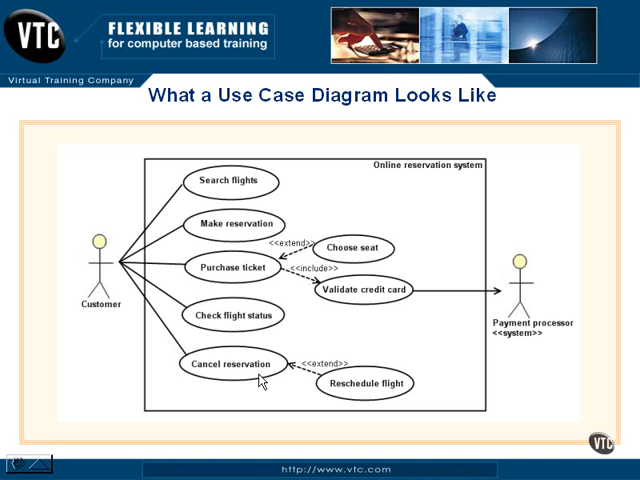 VTC
FLEXIBLE LEARNING
for computer based training
Virtual Training Company
What a Use Case Diagram Looks Like
Online reservation system
Search flights
Make reservation
<<extend>>
Choose seat
Purchase ticket
<<include>>
Validate credit card
Customer
Check flight status
Payment processor
<<system>>
Cancel reservation
<<extend>>
Reschedule flight
VTC
http://www.vtc.com